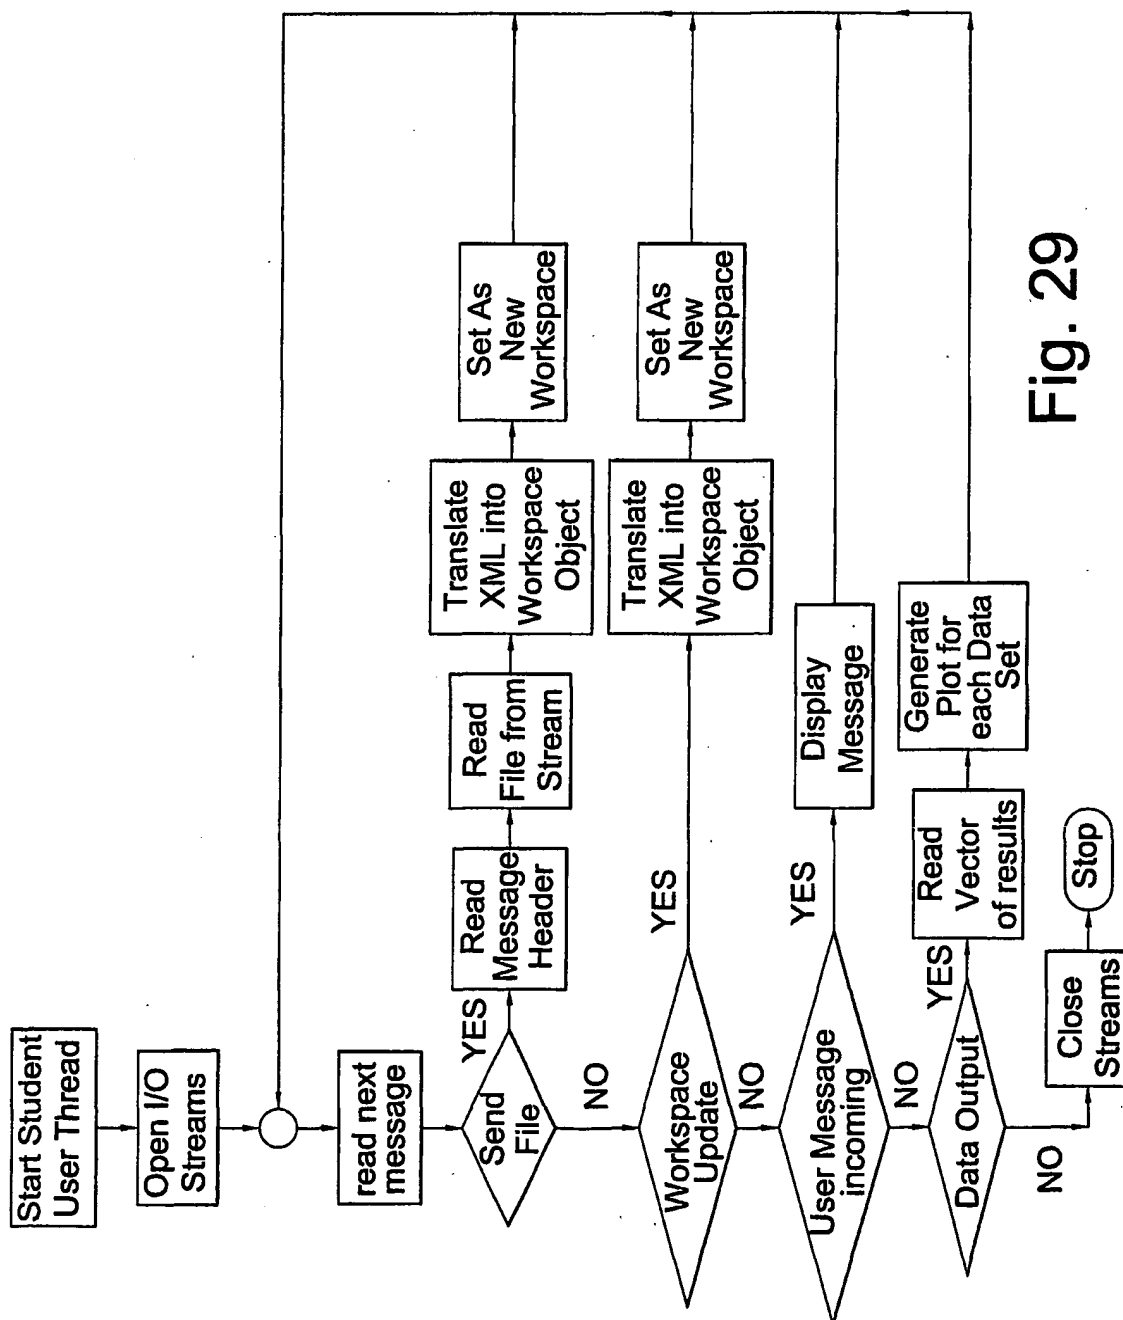 Start Student
User Thread
Open I/O
Streams
read next
message
Send
File
YES
Read
Message
Header
Read
File from
Stream
Translate
XML into
Workspace
Object
Set As
New
Workspace
NO
Workspace
Update
YES
Translate
XML into
Workspace
Object
Set As
New
Workspace
NO
User Message
incoming
YES
Display
Message
NO
Data Output
YES
Read
Vector
of results
Generate
Plot for
each Data
Set
NO
Close
Streams
Stop
Fig. 29